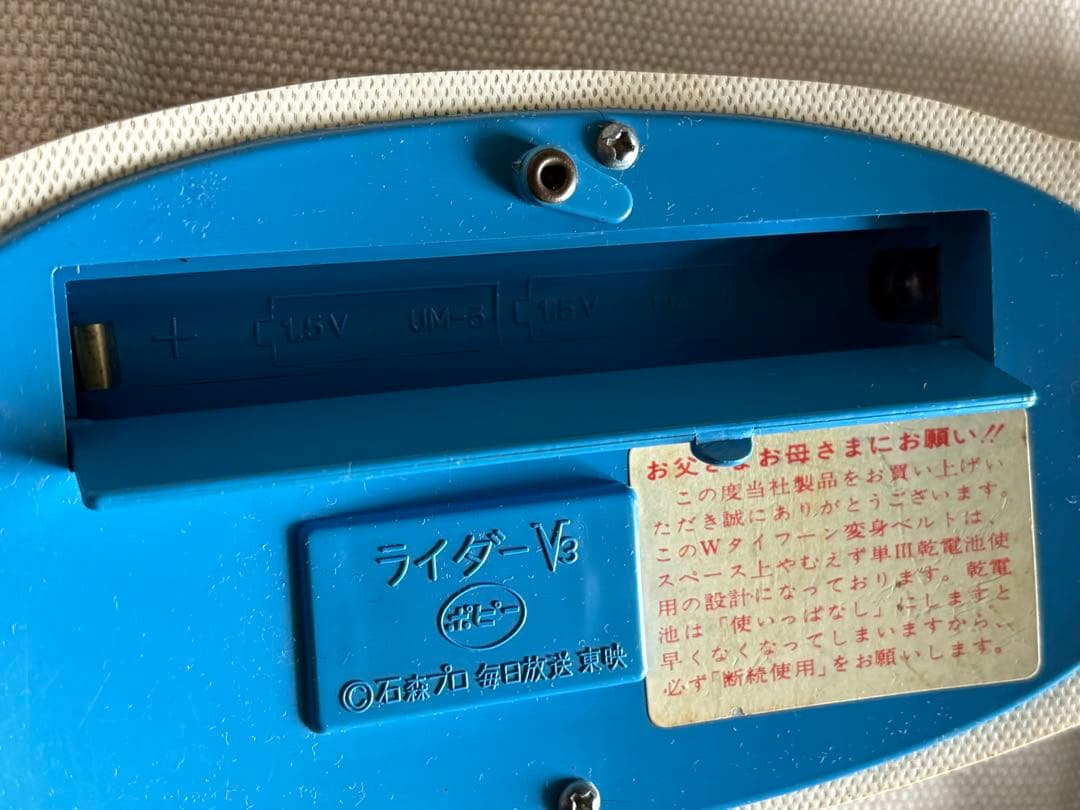 + 1.5V UM-3 1.5V
お父さまお母さまにお願い!!
この度当社製品をお買い上げい
ただき誠にありがとうございます。
このWタイフーン変身ベルトは、
スペース上やむえず単III乾電池使
用の設計になっております。乾電
池は「使いっぱなし」にしますと
早くなくなってしまいますから、
必ず「断続使用」をお願いします。
ライダーV3
ポピー
©石森プロ 毎日放送 東映